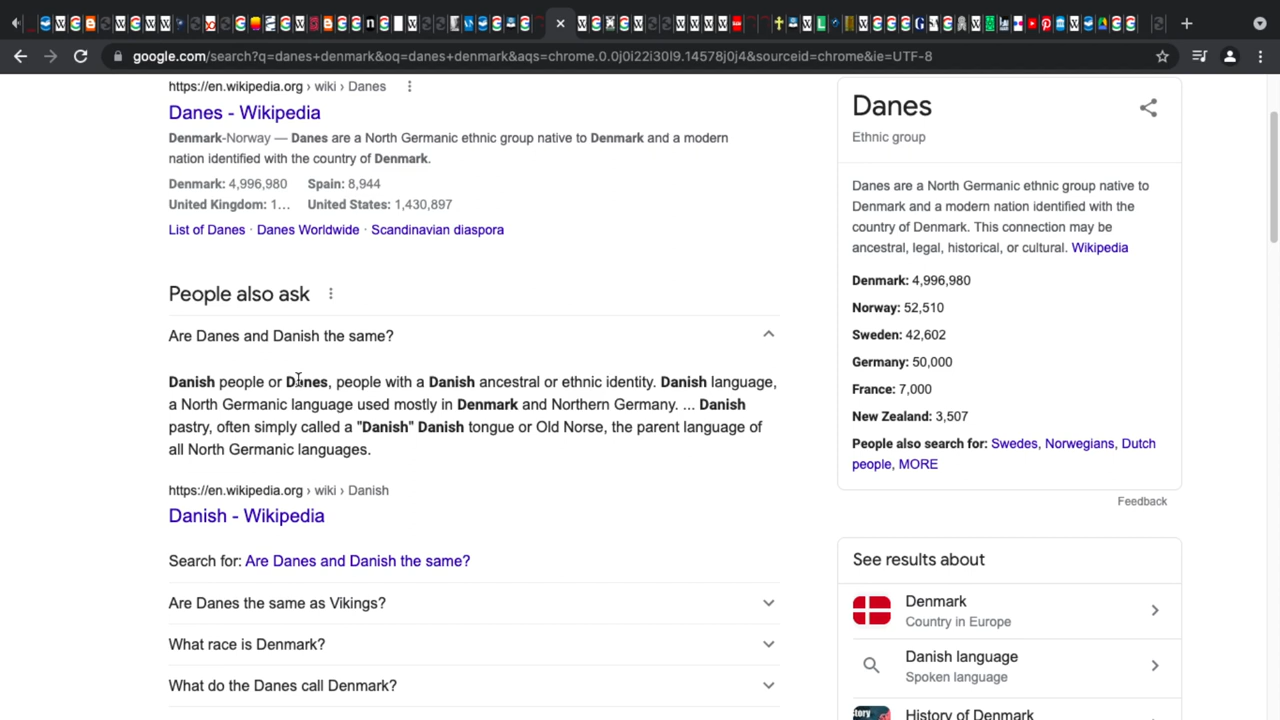 google.com/search?q=danes+denmark&oq=danes+denmark&aqs=chrome.0.0j0i22i30l9.14578j0j4&sourceid=chrome&ie=UTF-8
https://en.wikipedia.org › wiki › Danes
Danes - Wikipedia
Denmark-Norway — Danes are a North Germanic ethnic group native to Denmark and a modern
nation identified with the country of Denmark.
Denmark: 4,996,980 Spain: 8,944
United Kingdom: 1... United States: 1,430,897
List of Danes · Danes Worldwide · Scandinavian diaspora
People also ask
Are Danes and Danish the same?
Danish people or Danes, people with a Danish ancestral or ethnic identity. Danish language,
a North Germanic language used mostly in Denmark and Northern Germany. ... Danish
pastry, often simply called a "Danish" Danish tongue or Old Norse, the parent language of
all North Germanic languages.
https://en.wikipedia.org › wiki › Danish
Danish - Wikipedia
Search for: Are Danes and Danish the same?
Are Danes the same as Vikings?
What race is Denmark?
What do the Danes call Denmark?
Danes
Ethnic group
Danes are a North Germanic ethnic group native to
Denmark and a modern nation identified with the
country of Denmark. This connection may be
ancestral, legal, historical, or cultural. Wikipedia
Denmark: 4,996,980
Norway: 52,510
Sweden: 42,602
Germany: 50,000
France: 7,000
New Zealand: 3,507
People also search for: Swedes, Norwegians, Dutch
people, MORE
Feedback
See results about
Denmark
Country in Europe
Danish language
Spoken language
History of Denmark